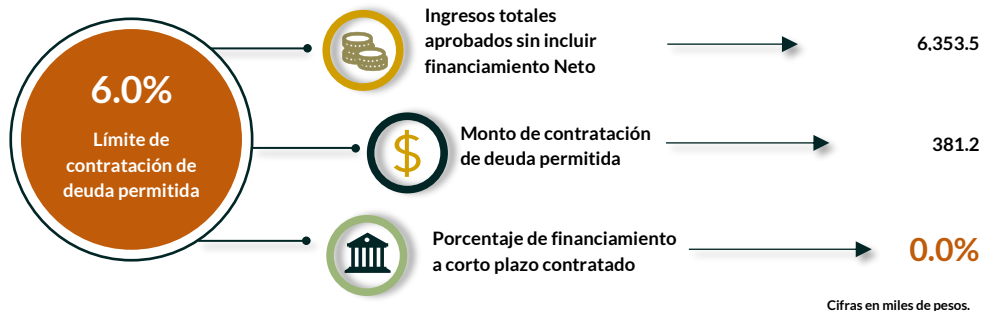 6.0%
Límite de
contratación de
deuda permitida
Ingresos totales
aprobados sin incluir
financiamiento Neto
6,353.5
$
Monto de contratación
de deuda permitida
381.2
Porcentaje de financiamiento
a corto plazo contratado
0.0%
Cifras en miles de pesos.